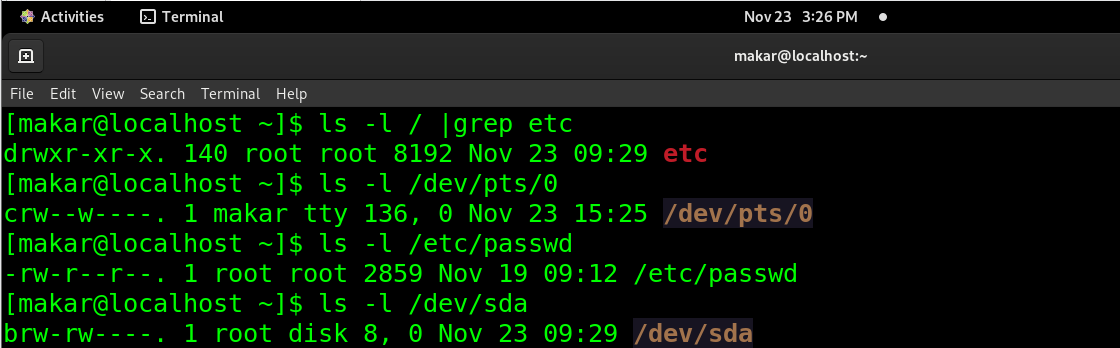 Activities Terminal Nov 23 3:26 PM
makar@localhost:~
File Edit View Search Terminal Help
[makar@localhost ~]$ ls -l / |grep etc
drwxr-xr-x. 140 root root 8192 Nov 23 09:29 etc
[makar@localhost ~]$ ls -l /dev/pts/0
crw--w----. 1 makar tty 136, 0 Nov 23 15:25 /dev/pts/0
[makar@localhost ~]$ ls -l /etc/passwd
-rw-r--r--. 1 root root 2859 Nov 19 09:12 /etc/passwd
[makar@localhost ~]$ ls -l /dev/sda
brw-rw----. 1 root disk 8, 0 Nov 23 09:29 /dev/sda